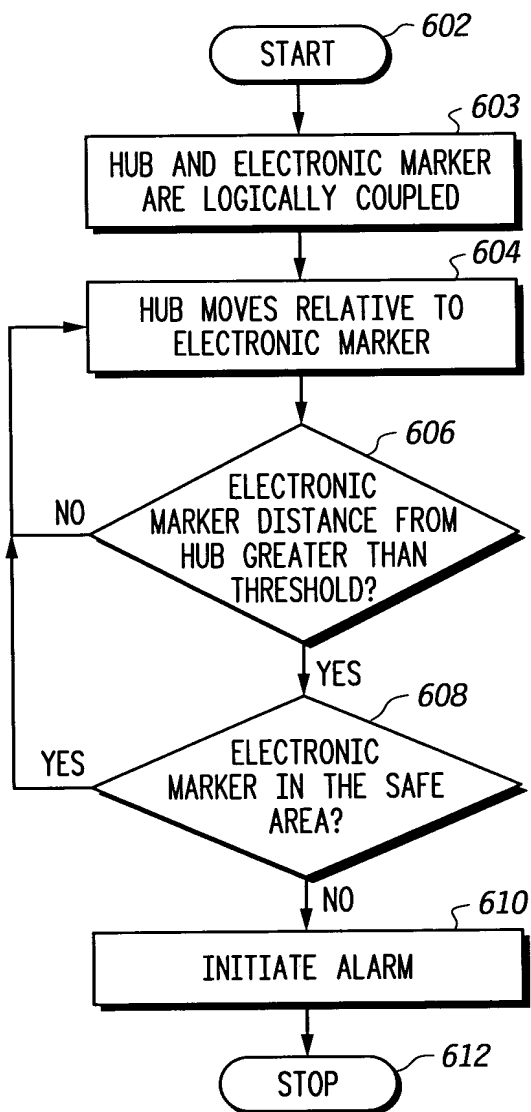 602
START
603
HUB AND ELECTRONIC MARKER
ARE LOGICALLY COUPLED
604
HUB MOVES RELATIVE TO
ELECTRONIC MARKER
606
ELECTRONIC
MARKER DISTANCE FROM
HUB GREATER THAN
THRESHOLD?
NO
YES
608
ELECTRONIC
MARKER IN THE SAFE
AREA?
YES
NO
610
INITIATE ALARM
612
STOP